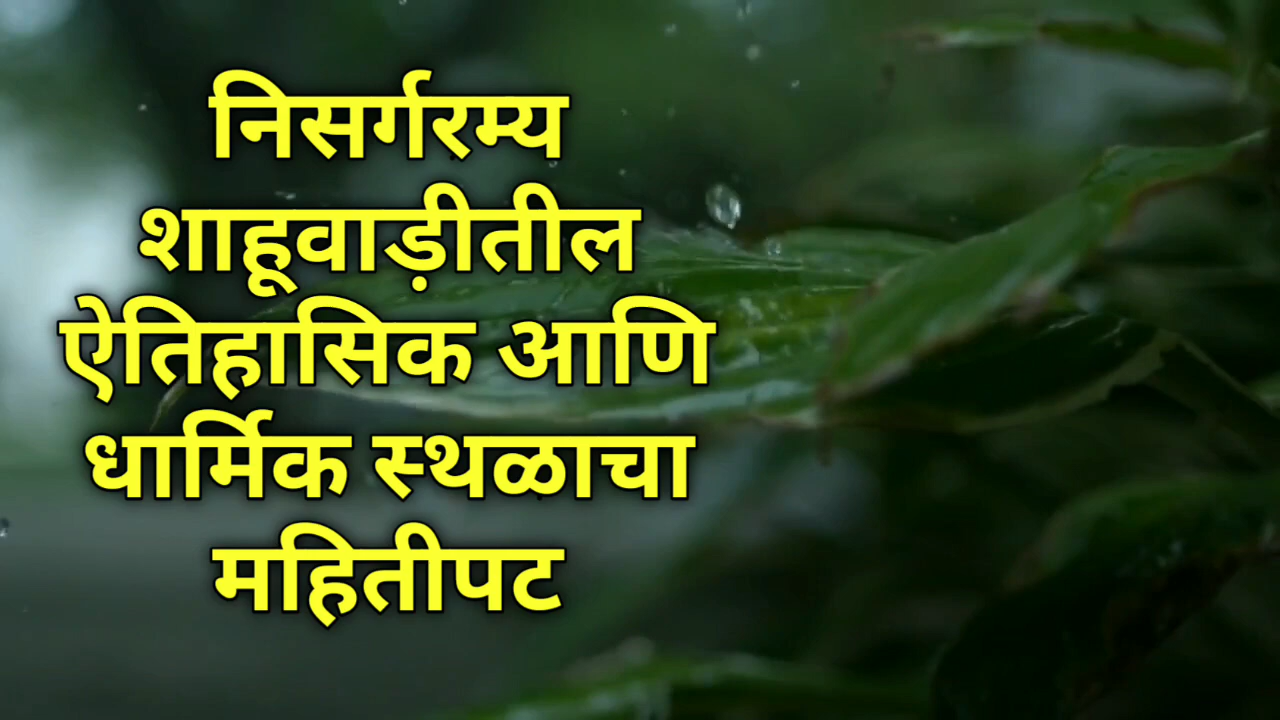 निसर्गरम्य
शाहूवाड़ीतील
ऐतिहासिक आणि
धार्मिक स्थळाचा
महितीपट